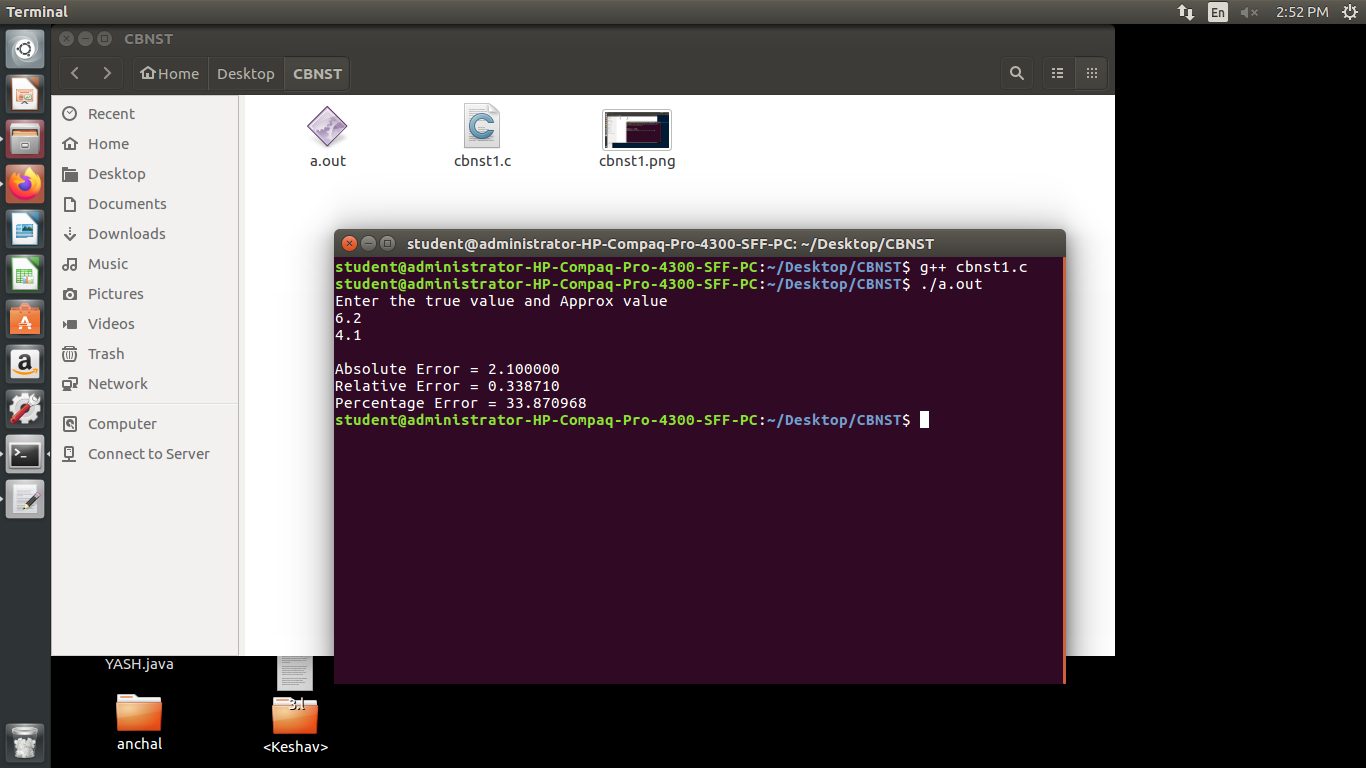 Terminal
En
2:52 PM
CBNST
Home
Desktop
CBNST
Recent
Home
Desktop
Documents
Downloads
Music
Pictures
Videos
Trash
Network
Computer
Connect to Server
a.out
cbnst1.c
cbnst1.png
student@administrator-HP-Compaq-Pro-4300-SFF-PC: ~/Desktop/CBNST
student@administrator-HP-Compaq-Pro-4300-SFF-PC:~/Desktop/CBNST$ g++ cbnst1.c
student@administrator-HP-Compaq-Pro-4300-SFF-PC:~/Desktop/CBNST$ ./a.out
Enter the true value and Approx value
6.2
4.1
Absolute Error = 2.100000
Relative Error = 0.338710
Percentage Error = 33.870968
student@administrator-HP-Compaq-Pro-4300-SFF-PC:~/Desktop/CBNST$
YASH.java
3.l
anchal
<Keshav>